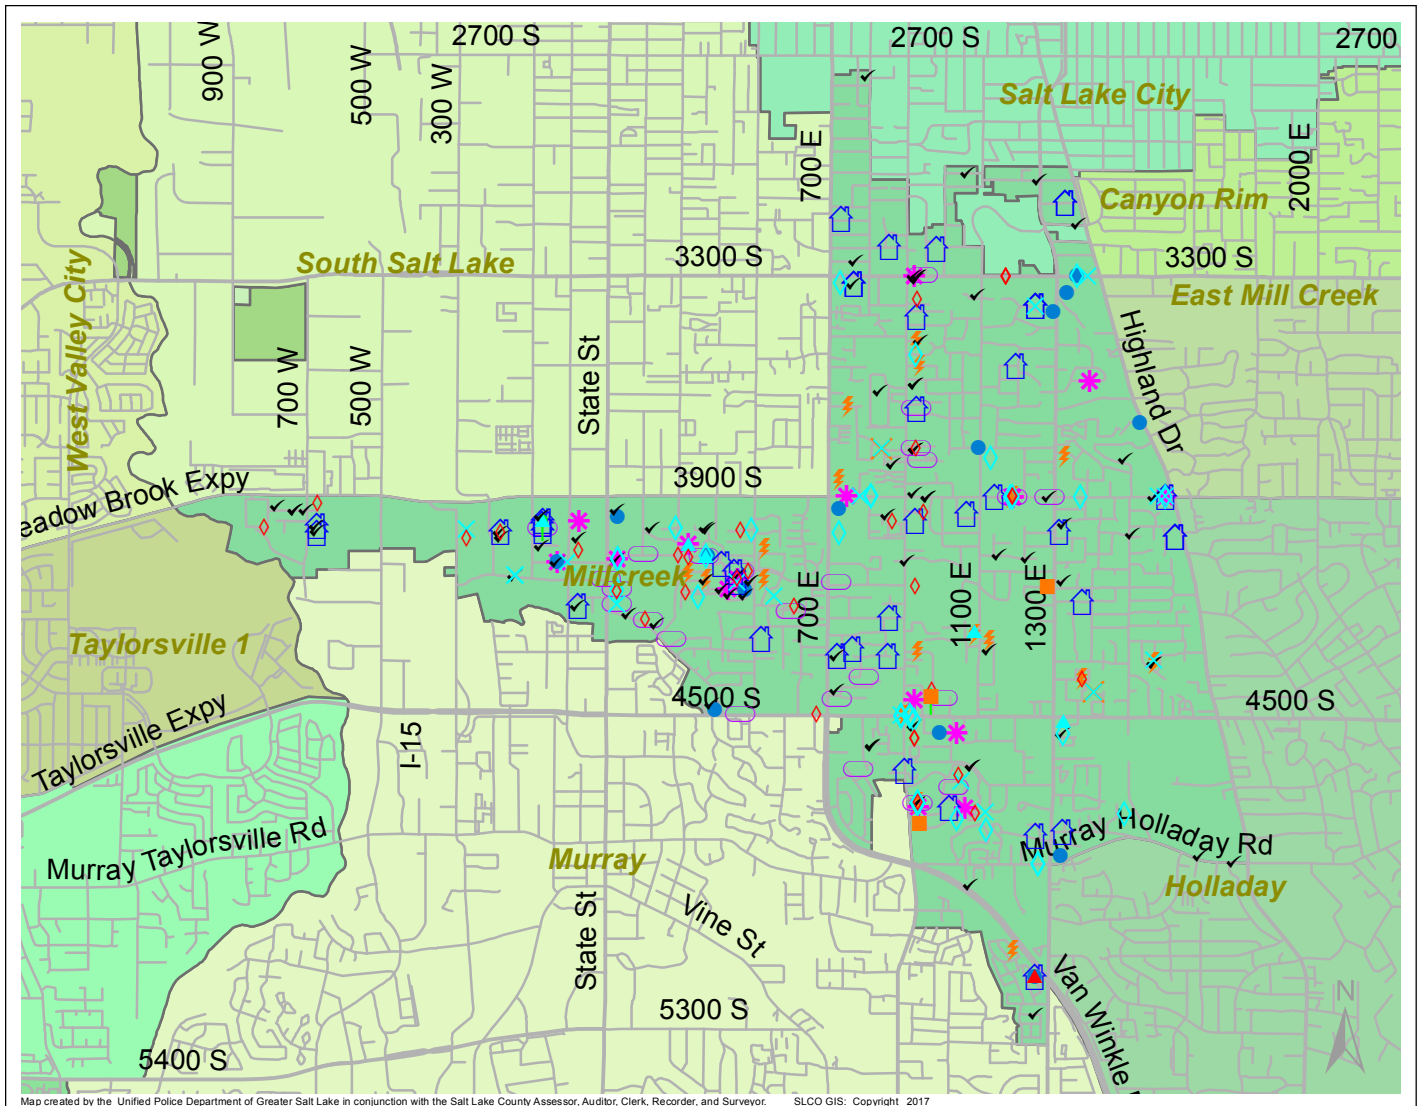 2700 S
2700 S
2700
900 W
500 W
300 W
Salt Lake City
700 E
2000 E
Canyon Rim
3300 S
3300 S
South Salt Lake
West Valley City
East Mill Creek
Highland Dr
State St
700 W
500 W
3900 S
eadow Brook Expy
Millcreek
700 E
1100 E
1300 E
Taylorsville 1
4500 S
4500 S
Taylorsville Expy
I-15
Murray Taylorsville Rd
Murray Holladay Rd
Murray
Holladay
State St
Vine St
Van Winkle
N
5300 S
5400 S
Map created by the Unified Police Department of Greater Salt Lake in conjunction with the Salt Lake County Assessor, Auditor, Clerk, Recorder, and Surveyor. SLCO GIS: Copyright 2017